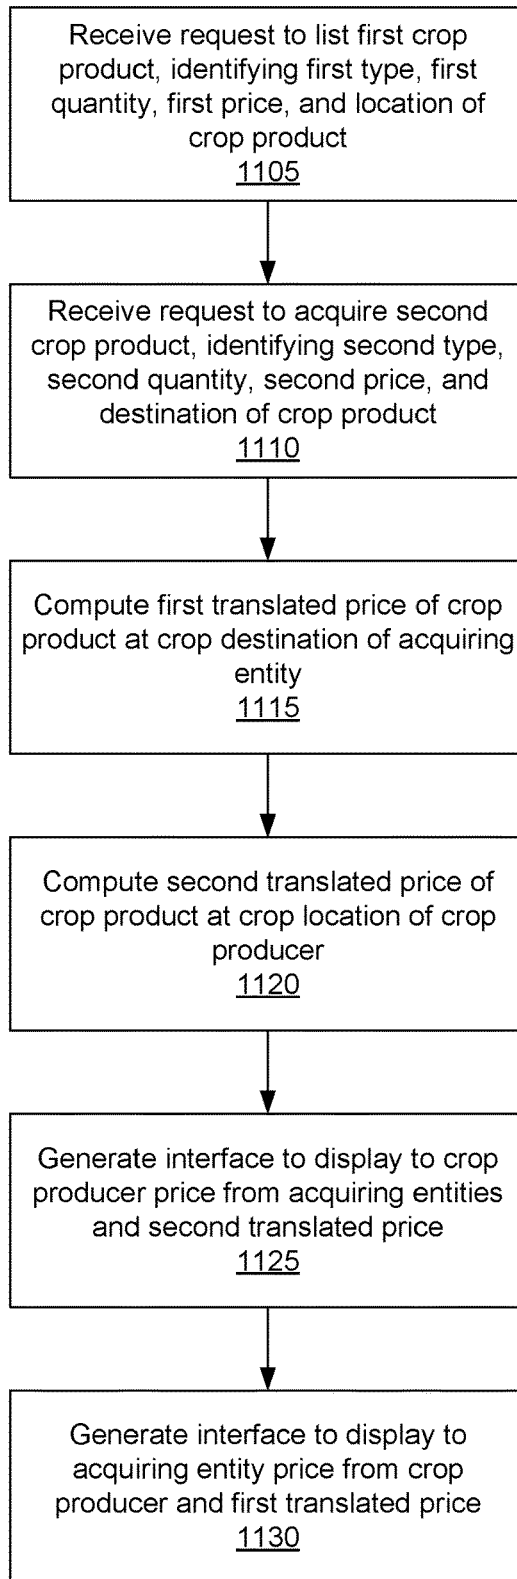 Receive request to list first crop
product, identifying first type, first
quantity, first price, and location of
crop product
1105
Receive request to acquire second
crop product, identifying second type,
second quantity, second price, and
destination of crop product
1110
Compute first translated price of crop
product at crop destination of acquiring
entity
1115
Compute second translated price of
crop product at crop location of crop
producer
1120
Generate interface to display to crop
producer price from acquiring entities
and second translated price
1125
Generate interface to display to
acquiring entity price from crop
producer and first translated price
1130